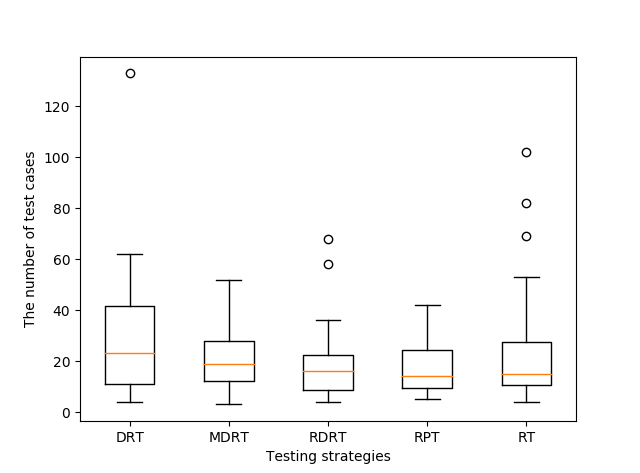 The number of test cases
120
100
80
60
40
20
0
DRT MDRT RDRT RPT RT
Testing strategies